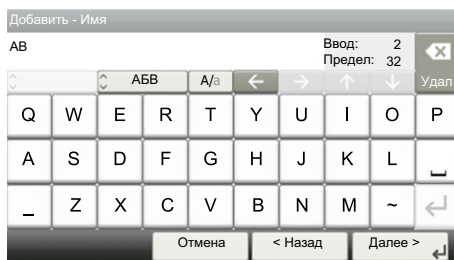 Добавить - Имя
AB
Ввод: 2
Предел: 32
АБВ A/a ← → ↑ ↓ Удал
Q W E R T Y U I O P
A S D F G H J K L
_ Z X C V B N M ~
Отмена < Назад Далее >